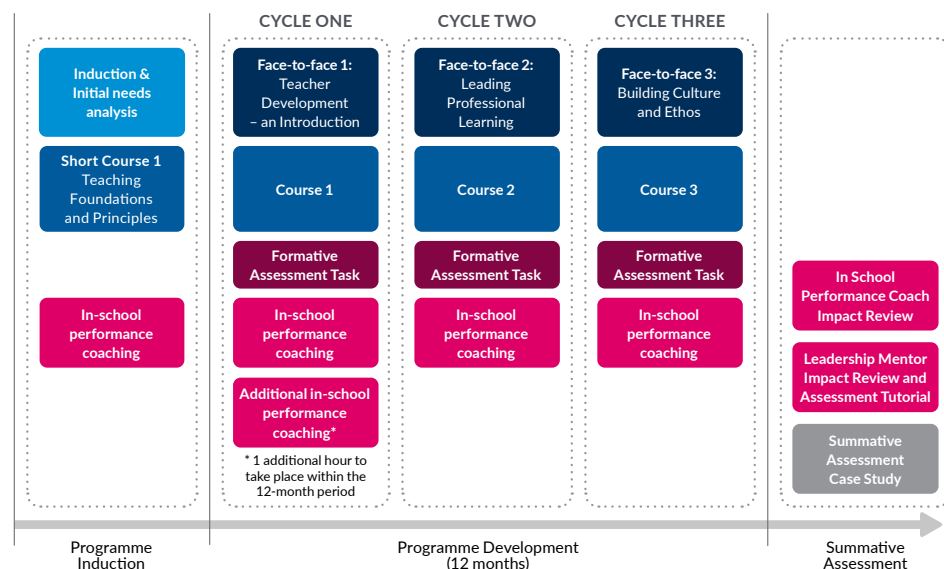 CYCLE ONE
CYCLE TWO
CYCLE THREE
Induction &
Initial needs
analysis
Short Course 1
Teaching
Foundations
and Principles
In-school
performance
coaching
Face-to-face 1:
Teacher
Development
– an Introduction
Course 1
Formative
Assessment Task
In-school
performance
coaching
Additional in-school
performance
coaching*
* 1 additional hour to
take place within the
12-month period
Face-to-face 2:
Leading
Professional
Learning
Course 2
Formative
Assessment Task
In-school
performance
coaching
Face-to-face 3:
Building Culture
and Ethos
Course 3
Formative
Assessment Task
In-school
performance
coaching
In School
Performance Coach
Impact Review
Leadership Mentor
Impact Review and
Assessment Tutorial
Summative
Assessment
Case Study
Programme
Induction
Programme Development
(12 months)
Summative
Assessment